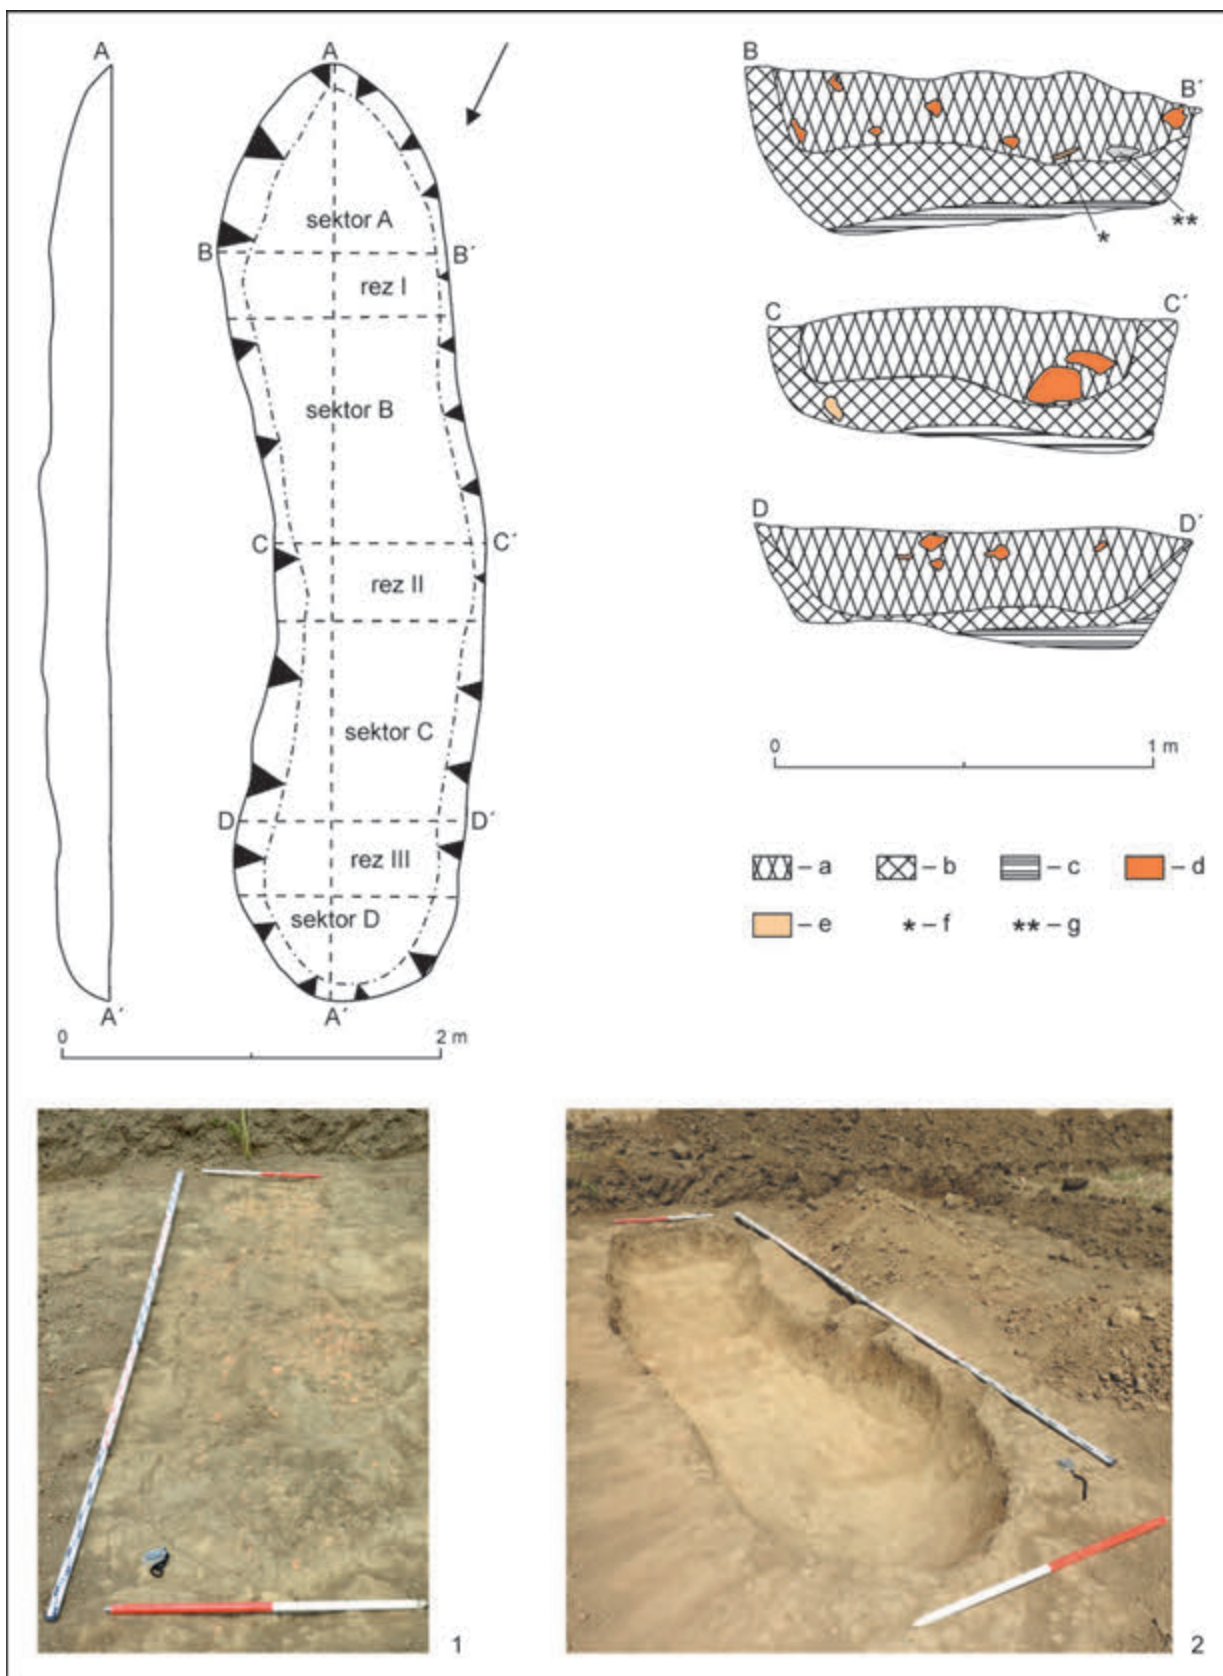 A
A
B
B´
sektor A
B
B´
rez I
*
**
C
C´
sektor B
C
C´
D
D´
rez II
sektor C
0
1 m
D
D´
rez III
– a
– b
– c
– d
sektor D
– e
* – f
** – g
A´
A´
0
2 m
1
2